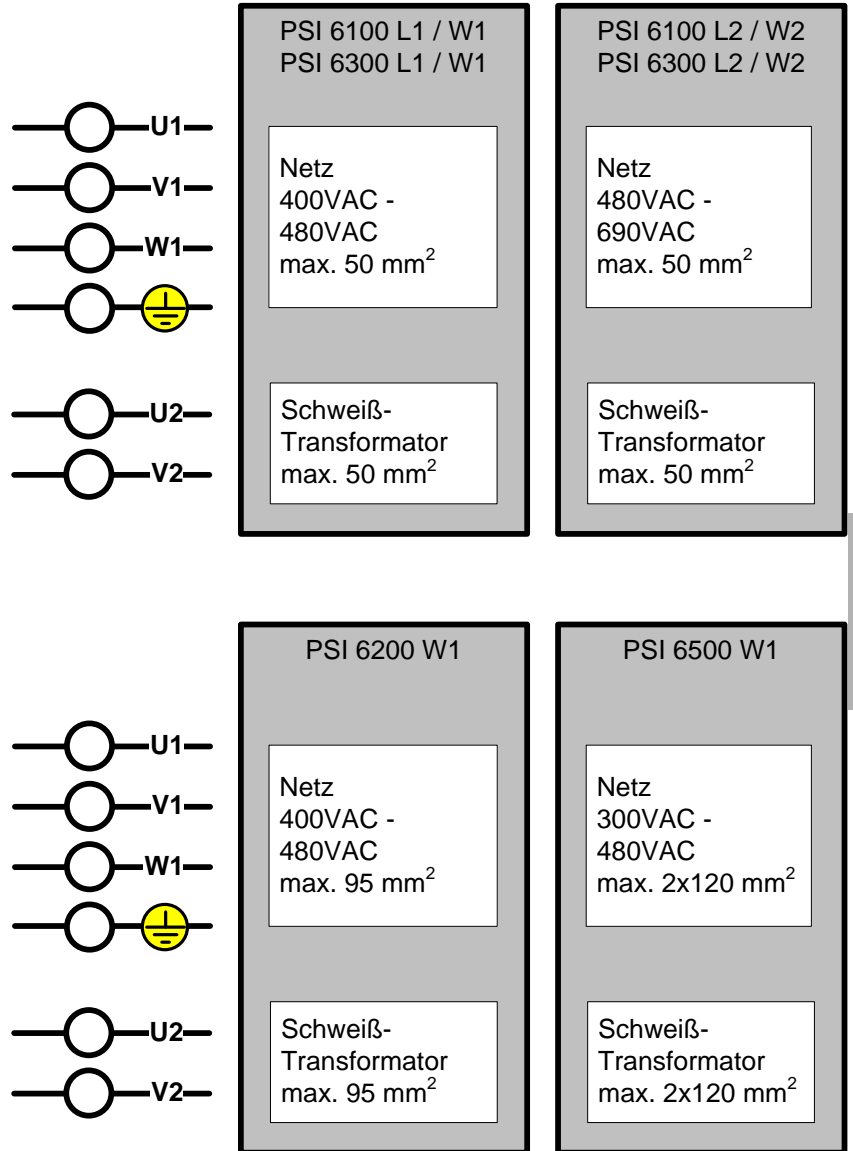 PSI 6100 L1 / W1
PSI 6300 L1 / W1
PSI 6100 L2 / W2
PSI 6300 L2 / W2
U1
V1
W1
U2
V2
Netz
400VAC -
480VAC
max. 50 mm²
Netz
480VAC -
690VAC
max. 50 mm²
Schweiß-
Transformator
max. 50 mm²
Schweiß-
Transformator
max. 50 mm²
PSI 6200 W1
PSI 6500 W1
U1
V1
W1
U2
V2
Netz
400VAC -
480VAC
max. 95 mm²
Netz
300VAC -
480VAC
max. 2x120 mm²
Schweiß-
Transformator
max. 95 mm²
Schweiß-
Transformator
max. 2x120 mm²